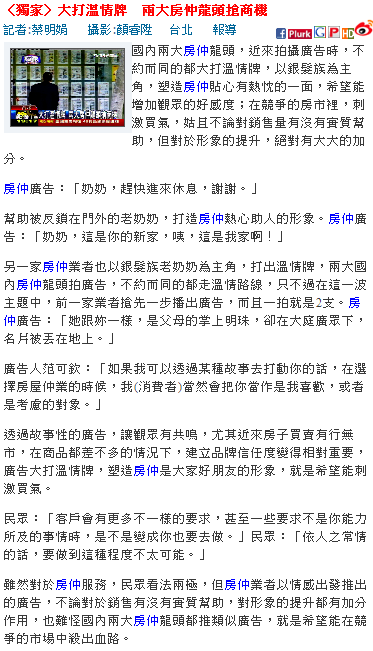 〈獨家〉大打溫情牌　兩大房仲龍頭搶商機
記者:蔡明娟　攝影:顏睿陞　台北　報導
Plurk
G
P
HD
國內兩大房仲龍頭，近來拍攝廣告時，不
約而同的都大打溫情牌，以銀髮族為主
角，塑造房仲貼心有熱忱的一面，希望能
增加觀眾的好感度；在競爭的房市裡，刺
激買氣，姑且不論對銷售量有沒有實質幫
助，但對於形象的提升，絕對有大大的加
分。
房仲廣告：「奶奶，趕快進來休息，謝謝。」
幫助被反鎖在門外的老奶奶，打造房仲熱心助人的形象。房仲廣
告：「奶奶，這是你的新家，咦，這是我家啊！」
另一家房仲業者也以銀髮族老奶奶為主角，打出溫情牌，兩大國
內房仲龍頭拍廣告，不約而同的都走溫情路線，只不過在這一波
主題中，前一家業者搶先一步播出廣告，而且一拍就是2支。房
仲廣告：「她跟妳一樣，是父母的掌上明珠，卻在大庭廣眾下，
名片被丟在地上。」
廣告人范可欽：「如果我可以透過某種故事去打動你的話，在選
擇房屋仲業的時候，我(消費者)當然會把你當作是我喜歡，或者
是考慮的對象。」
透過故事性的廣告，讓觀眾有共鳴，尤其近來房子買賣有行無
市，在商品都差不多的情況下，建立品牌信任度變得相對重要，
廣告大打溫情牌，塑造房仲是大家好朋友的形象，就是希望能刺
激買氣。
民眾：「客戶會有更多不一樣的要求，甚至一些要求不是你能力
所及的事情時，是不是變成你也要去做。」民眾：「依人之常情
的話，要做到這種程度不太可能。」
雖然對於房仲服務，民眾看法兩極，但房仲業者以情感出發推出
的廣告，不論對於銷售有沒有實質幫助，對形象的提升都有加分
作用，也難怪國內兩大房仲龍頭都推類似廣告，就是希望能在競
爭的市場中殺出血路。